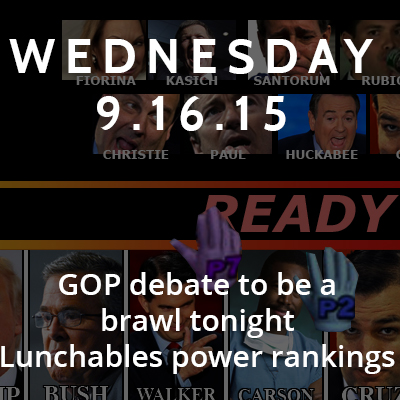 WEDNESDAY
9.16.15
FIORINA KASICH SANTORUM RUBIO
CHRISTIE PAUL HUCKABEE
READY
P7
P2
GOP debate to be a
brawl tonight
Lunchables power rankings
BUSH WALKER CARSON CRUZ